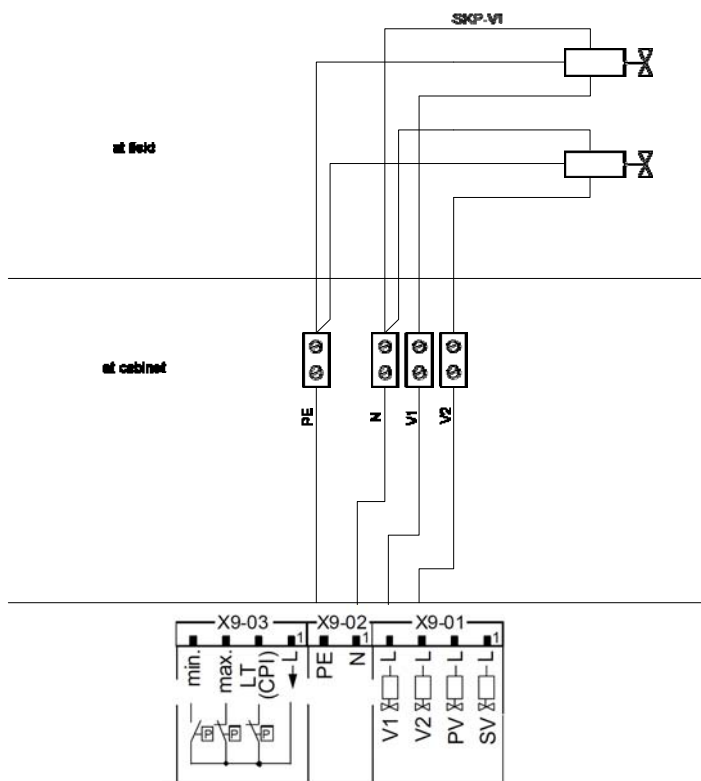 SKP-V1
at field
at cabinet
PE
N
V1
V2
X9-03
X9-02
X9-01
1
1
1
min.
max.
LT
(CPI)
L
PE
N
L
L
L
L
P
P
P
V1
V2
PV
SV